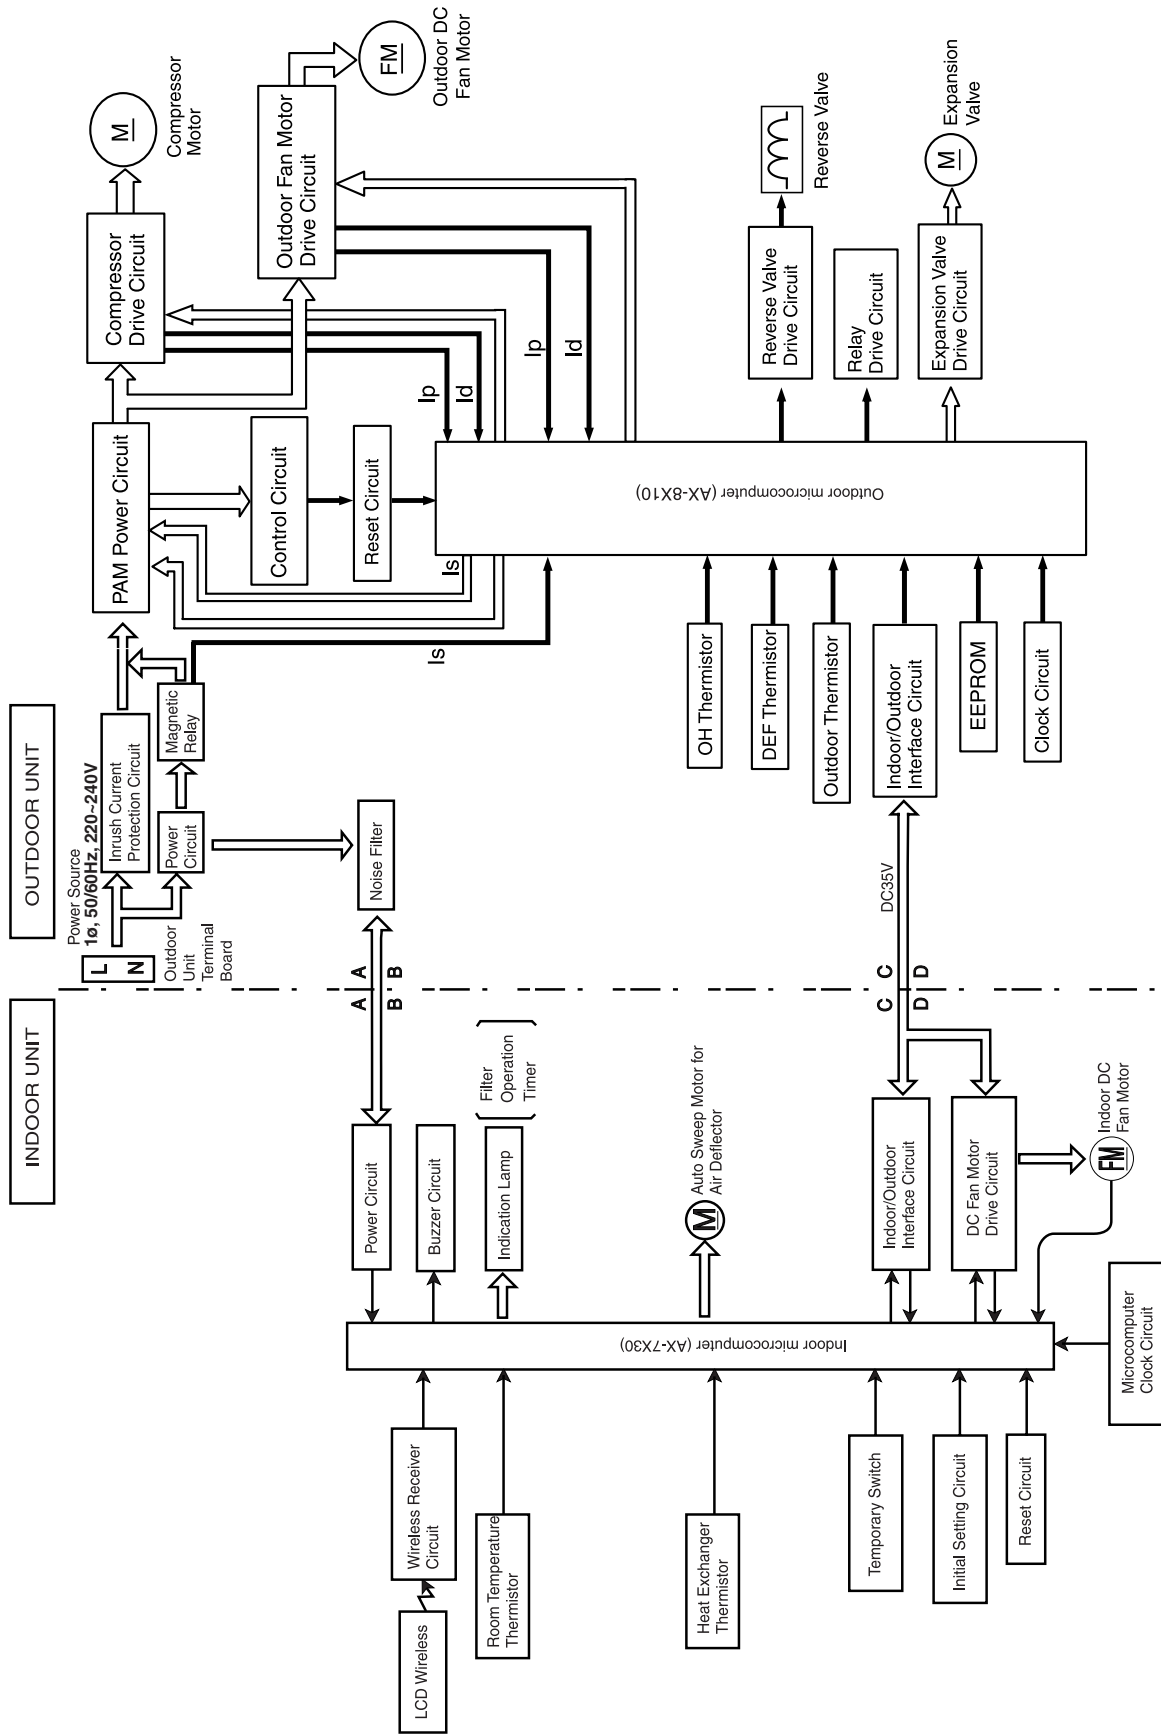 INDOOR UNIT
OUTDOOR UNIT
LCD Wireless
Wireless Receiver
Circuit
Room Temperature
Thermistor
Heat Exchanger
Thermistor
Temporary Switch
Initial Setting Circuit
Reset Circuit
Microcomputer
Clock Circuit
Indoor microcomputer (AX-7X30)
Power Circuit
Buzzer Circuit
Indication Lamp
Filter
Operation
Timer
M
Auto Sweep Motor for
Air Deflector
Indoor/Outdoor
Interface Circuit
DC Fan Motor
Drive Circuit
FM
Indoor DC
Fan Motor
A A
B B
C C
D D
DC35V
Power Source
1ø, 50/60Hz, 220~240V
L
N
Outdoor
Unit
Terminal
Board
Inrush Current
Protection Circuit
Power
Circuit
Magnetic
Relay
Noise Filter
PAM Power Circuit
Control Circuit
Reset Circuit
Is
Is
Compressor
Drive Circuit
M
Compressor
Motor
Outdoor Fan Motor
Drive Circuit
FM
Outdoor DC
Fan Motor
Ip
Id
Ip
Id
Outdoor microcomputer (AX-8X10)
OH Thermistor
DEF Thermistor
Outdoor Thermistor
Indoor/Outdoor
Interface Circuit
EEPROM
Clock Circuit
Reverse Valve
Drive Circuit
Reverse Valve
Relay
Drive Circuit
Expansion Valve
Drive Circuit
M
Expansion
Valve